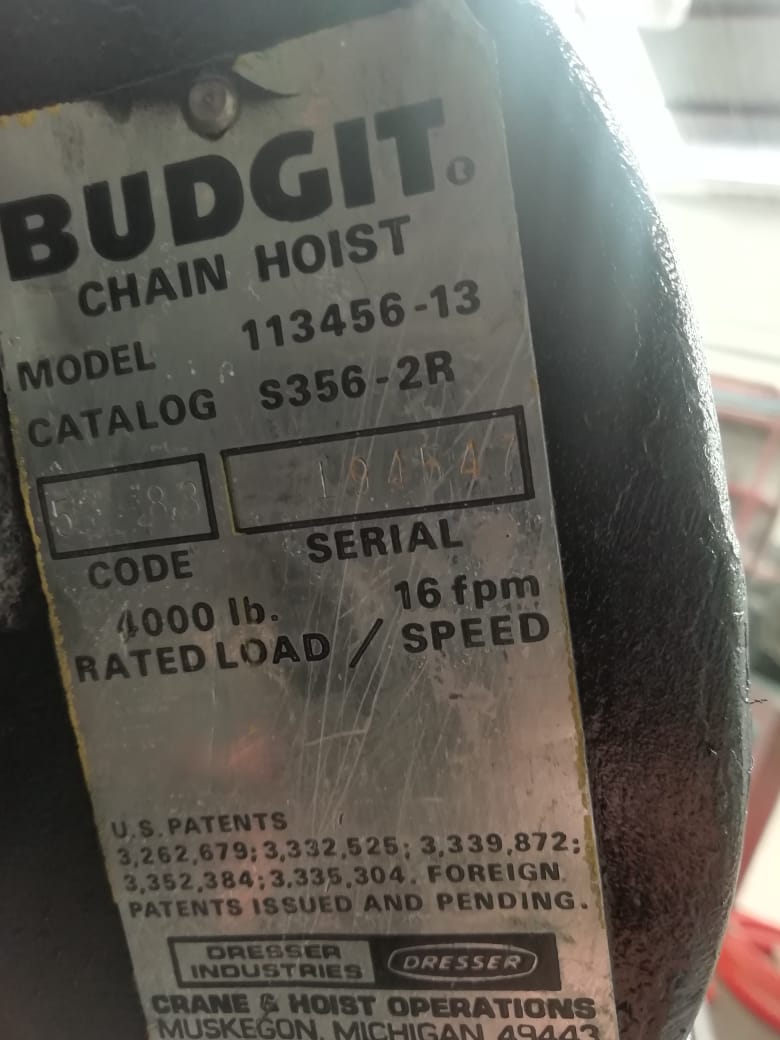 BUDGIT®
CHAIN HOIST
MODEL 113456-13
CATALOG S356-2R
CODE
SERIAL
4000 lb. 16 fpm
RATED LOAD / SPEED
U.S. PATENTS
3,262,679; 3,332,525; 3,339,872;
3,352,384; 3,335,304. FOREIGN
PATENTS ISSUED AND PENDING.
DRESSER
INDUSTRIES
DRESSER
CRANE & HOIST OPERATIONS
MUSKEGON, MICHIGAN 49443